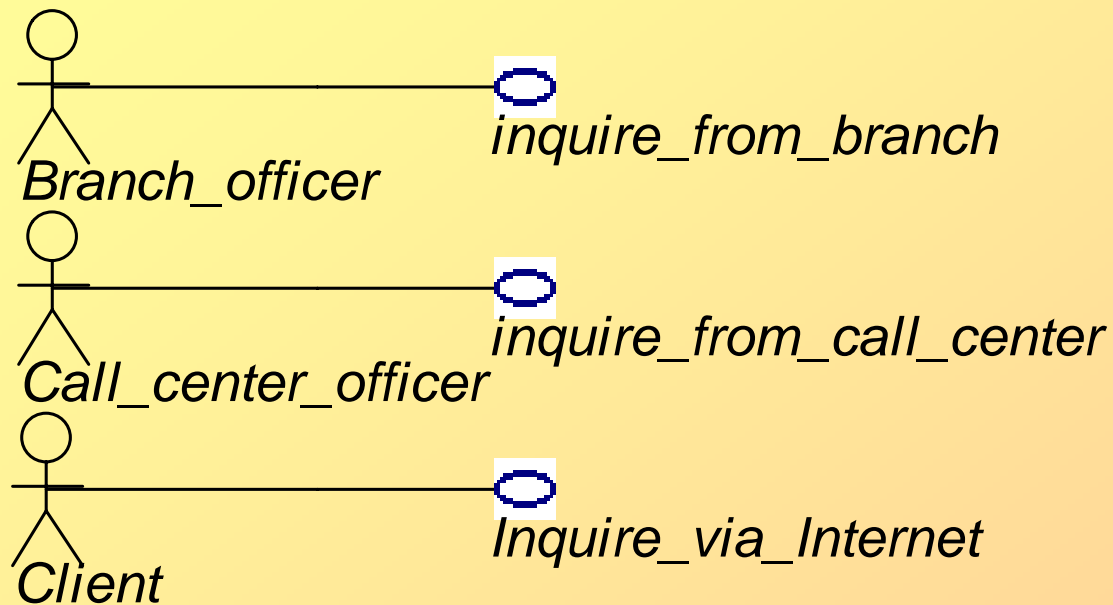 inquire_from_branch
Branch_officer
inquire_from_call_center
Call_center_officer
Inquire_via_Internet
Client